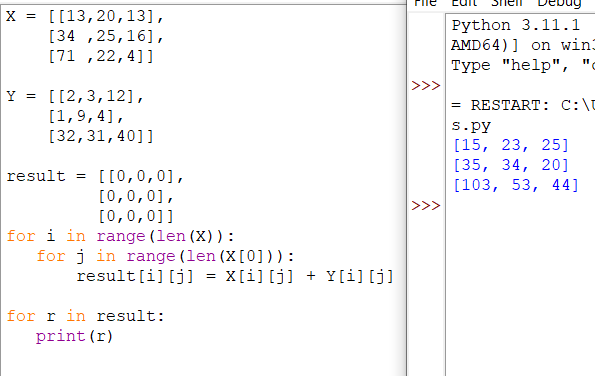 X = [[13,20,13],
    [34 ,25,16],
    [71 ,22,4]]
Y = [[2,3,12],
    [1,9,4],
    [32,31,40]]
result = [[0,0,0],
         [0,0,0],
         [0,0,0]]
for i in range(len(X)):
   for j in range(len(X[0])):
       result[i][j] = X[i][j] + Y[i][j]
for r in result:
   print(r)
File Edit Shell Debug
Python 3.11.1
AMD64)] on
Type "help",
>>>
= RESTART: C:\
s.py
[15, 23, 25]
[35, 34, 20]
[103, 53, 44]
>>>